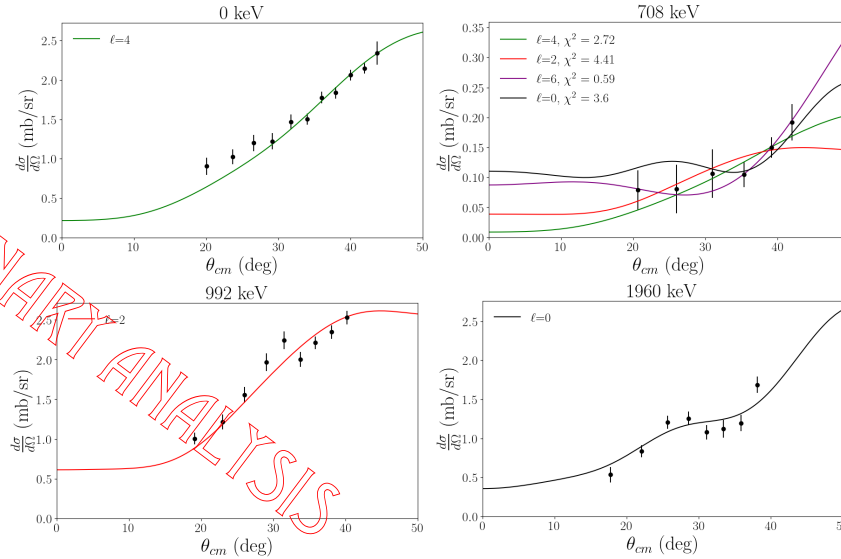 0 keV
ℓ=4
2.5
2.0
1.5
1.0
0.5
0.0
dσ/dΩ (mb/sr)
0 10 20 30 40 50
θcm (deg)
708 keV
ℓ=4, χ² = 2.72
ℓ=2, χ² = 4.41
ℓ=6, χ² = 0.59
ℓ=0, χ² = 3.6
0.35
0.30
0.25
0.20
0.15
0.10
0.05
0.00
dσ/dΩ (mb/sr)
0 10 20 30 40
θcm (deg)
992 keV
ℓ=2
2.5
2.0
1.5
1.0
0.5
0.0
dσ/dΩ (mb/sr)
0 10 20 30 40 50
θcm (deg)
1960 keV
ℓ=0
2.5
2.0
1.5
1.0
0.5
0.0
dσ/dΩ (mb/sr)
0 10 20 30 40
θcm (deg)
NARY ANALYSIS